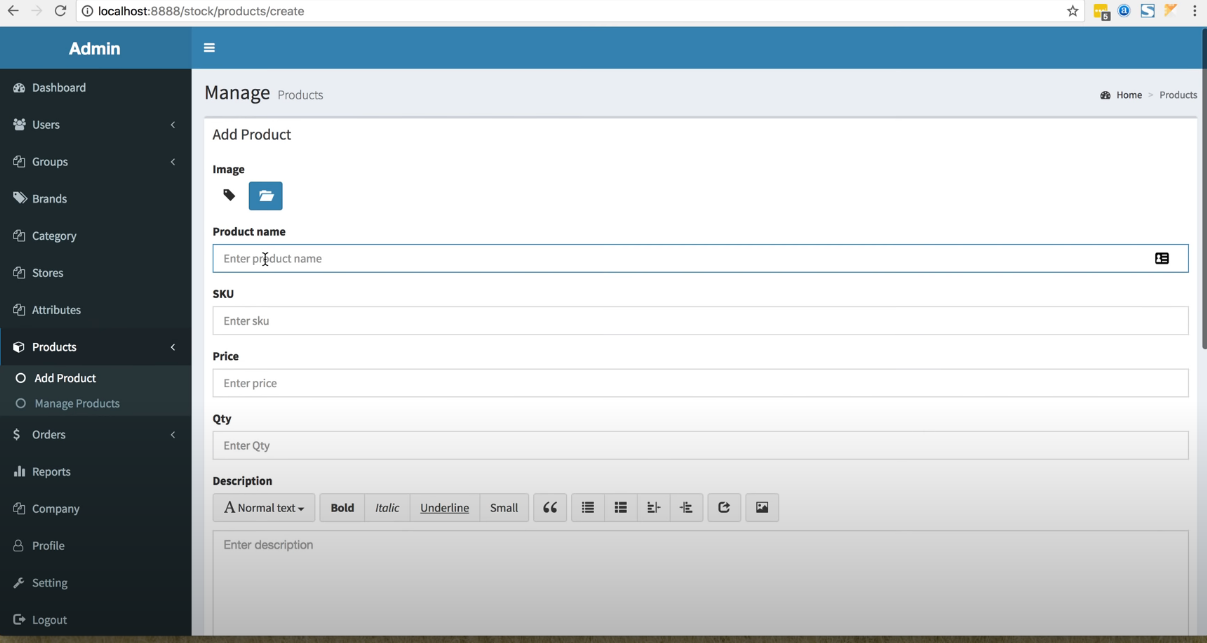 localhost:8888/stock/products/create
5
Admin
Dashboard
Users
Groups
Brands
Category
Stores
Attributes
Products
Add Product
Manage Products
Orders
Reports
Company
Profile
Setting
Logout
Manage Products
Home > Products
Add Product
Image
Product name
Enter product name
SKU
Enter sku
Price
Enter price
Qty
Enter Qty
Description
A Normal text Bold Italic Underline Small
Enter description